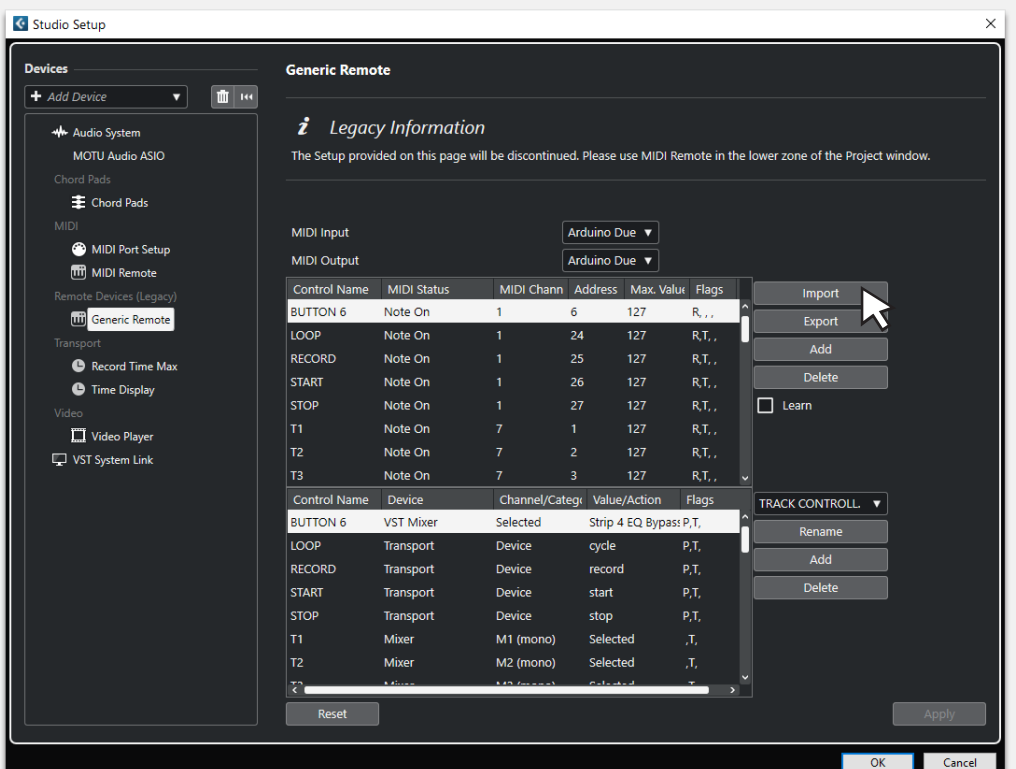 Studio Setup
Devices
Add Device
Audio System
MOTU Audio ASIO
Chord Pads
Chord Pads
MIDI
MIDI Port Setup
MIDI Remote
Remote Devices (Legacy)
Generic Remote
Transport
Record Time Max
Time Display
Video
Video Player
VST System Link
Generic Remote
i Legacy Information
The Setup provided on this page will be discontinued. Please use MIDI Remote in the lower zone of the Project window.
MIDI Input Arduino Due
MIDI Output Arduino Due
Control Name MIDI Status MIDI Chann Address Max. Value Flags
BUTTON 6 Note On 1 6 127 R, , ,
LOOP Note On 1 24 127 R,T, ,
RECORD Note On 1 25 127 R,T, ,
START Note On 1 26 127 R,T, ,
STOP Note On 1 27 127 R,T, ,
T1 Note On 7 1 127 R,T, ,
T2 Note On 7 2 127 R,T, ,
T3 Note On 7 3 127 R,T, ,
Import
Export
Add
Delete
Learn
Control Name Device Channel/Catego Value/Action Flags
BUTTON 6 VST Mixer Selected Strip 4 EQ Bypass P,T,
LOOP Transport Device cycle P,T,
RECORD Transport Device record P,T,
START Transport Device start P,T,
STOP Transport Device stop P,T,
T1 Mixer M1 (mono) Selected ,T,
T2 Mixer M2 (mono) Selected ,T,
TRACK CONTROLL.
Rename
Add
Delete
Reset
Apply
OK
Cancel